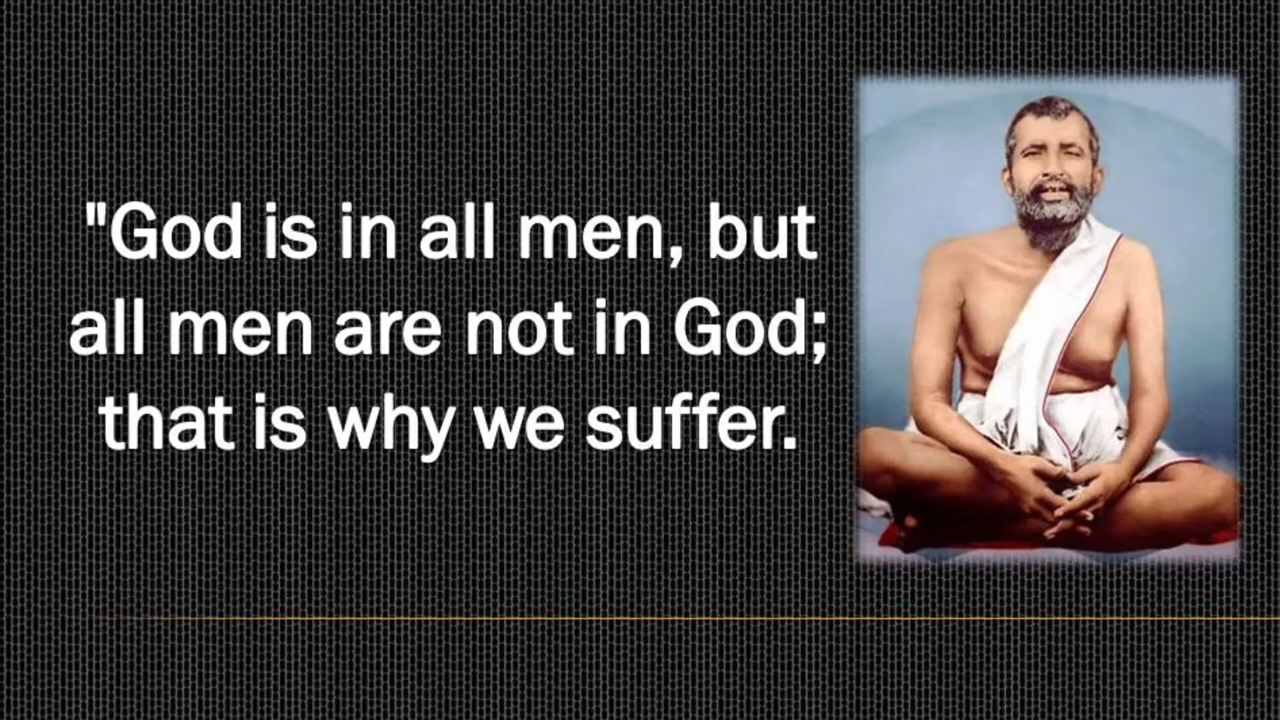 "God is in all men, but
all men are not in God;
that is why we suffer.